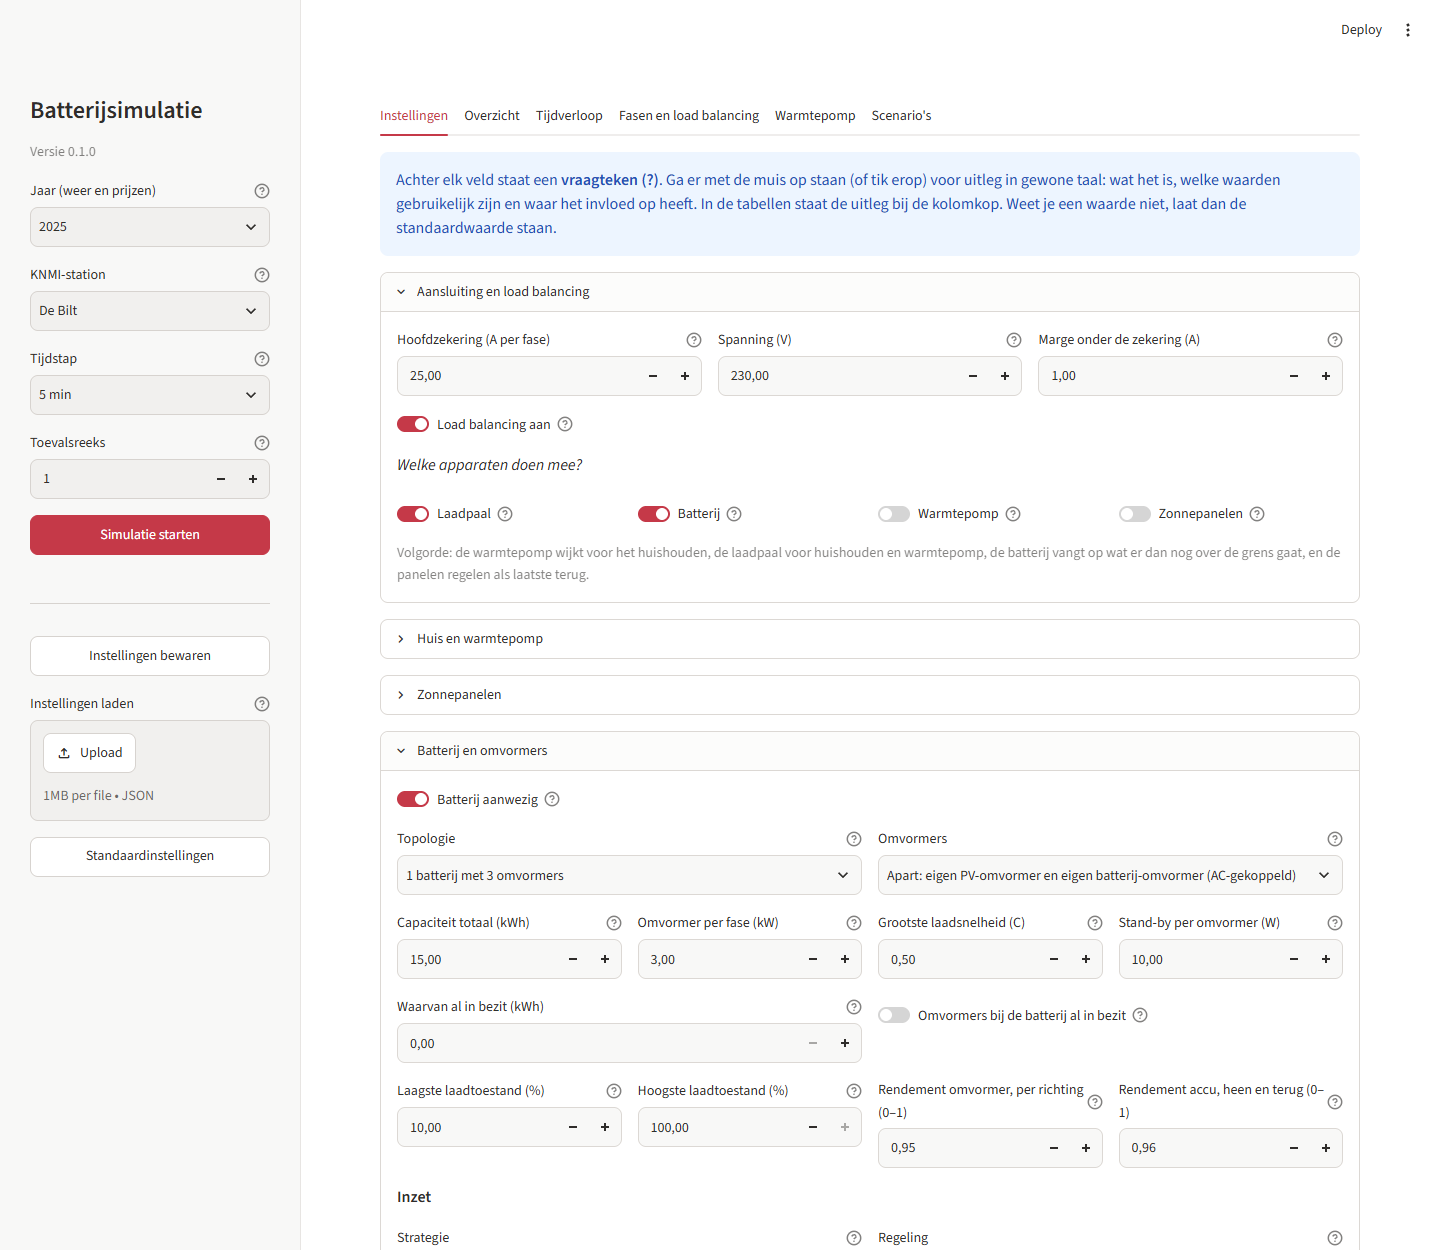 Deploy
Batterijsimulatie
Versie 0.1.0
Jaar (weer en prijzen)
2025
KNMI-station
De Bilt
Tijdstap
5 min
Toevalsreeks
1
Simulatie starten
Instellingen bewaren
Instellingen laden
Upload
1MB per file • JSON
Standaardinstellingen
Instellingen Overzicht Tijdverloop Fasen en load balancing Warmtepomp Scenario's
Achter elk veld staat een vraagteken (?). Ga er met de muis op staan (of tik erop) voor uitleg in gewone taal: wat het is, welke waarden
gebruikelijk zijn en waar het invloed op heeft. In de tabellen staat de uitleg bij de kolomkop. Weet je een waarde niet, laat dan de
standaardwaarde staan.
Aansluiting en load balancing
Hoofdzekering (A per fase) Spanning (V) Marge onder de zekering (A)
25,00 230,00 1,00
Load balancing aan
Welke apparaten doen mee?
Laadpaal Batterij Warmtepomp Zonnepanelen
Volgorde: de warmtepomp wijkt voor het huishouden, de laadpaal voor huishouden en warmtepomp, de batterij vangt op wat er dan nog over de grens gaat, en de
panelen regelen als laatste terug.
Huis en warmtepomp
Zonnepanelen
Batterij en omvormers
Batterij aanwezig
Topologie Omvormers
1 batterij met 3 omvormers Apart: eigen PV-omvormer en eigen batterij-omvormer (AC-gekoppeld)
Capaciteit totaal (kWh) Omvormer per fase (kW) Grootste laadsnelheid (C) Stand-by per omvormer (W)
15,00 3,00 0,50 10,00
Waarvan al in bezit (kWh)
0,00 Omvormers bij de batterij al in bezit
Laagste laadtoestand (%) Hoogste laadtoestand (%) Rendement omvormer, per richting Rendement accu, heen en terug (0–
(0–1) 1)
10,00 100,00 0,95 0,96
Inzet
Strategie Regeling